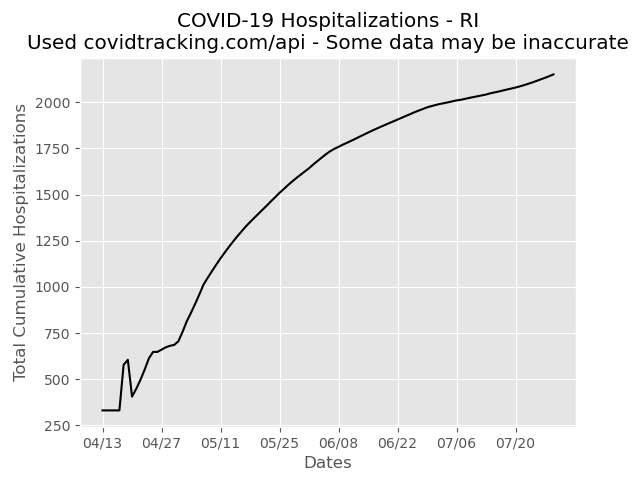 COVID-19 Hospitalizations - RI
Used covidtracking.com/api - Some data may be inaccurate
Total Cumulative Hospitalizations
2000
1750
1500
1250
1000
750
500
250
04/13 04/27 05/11 05/25 06/08 06/22 07/06 07/20
Dates